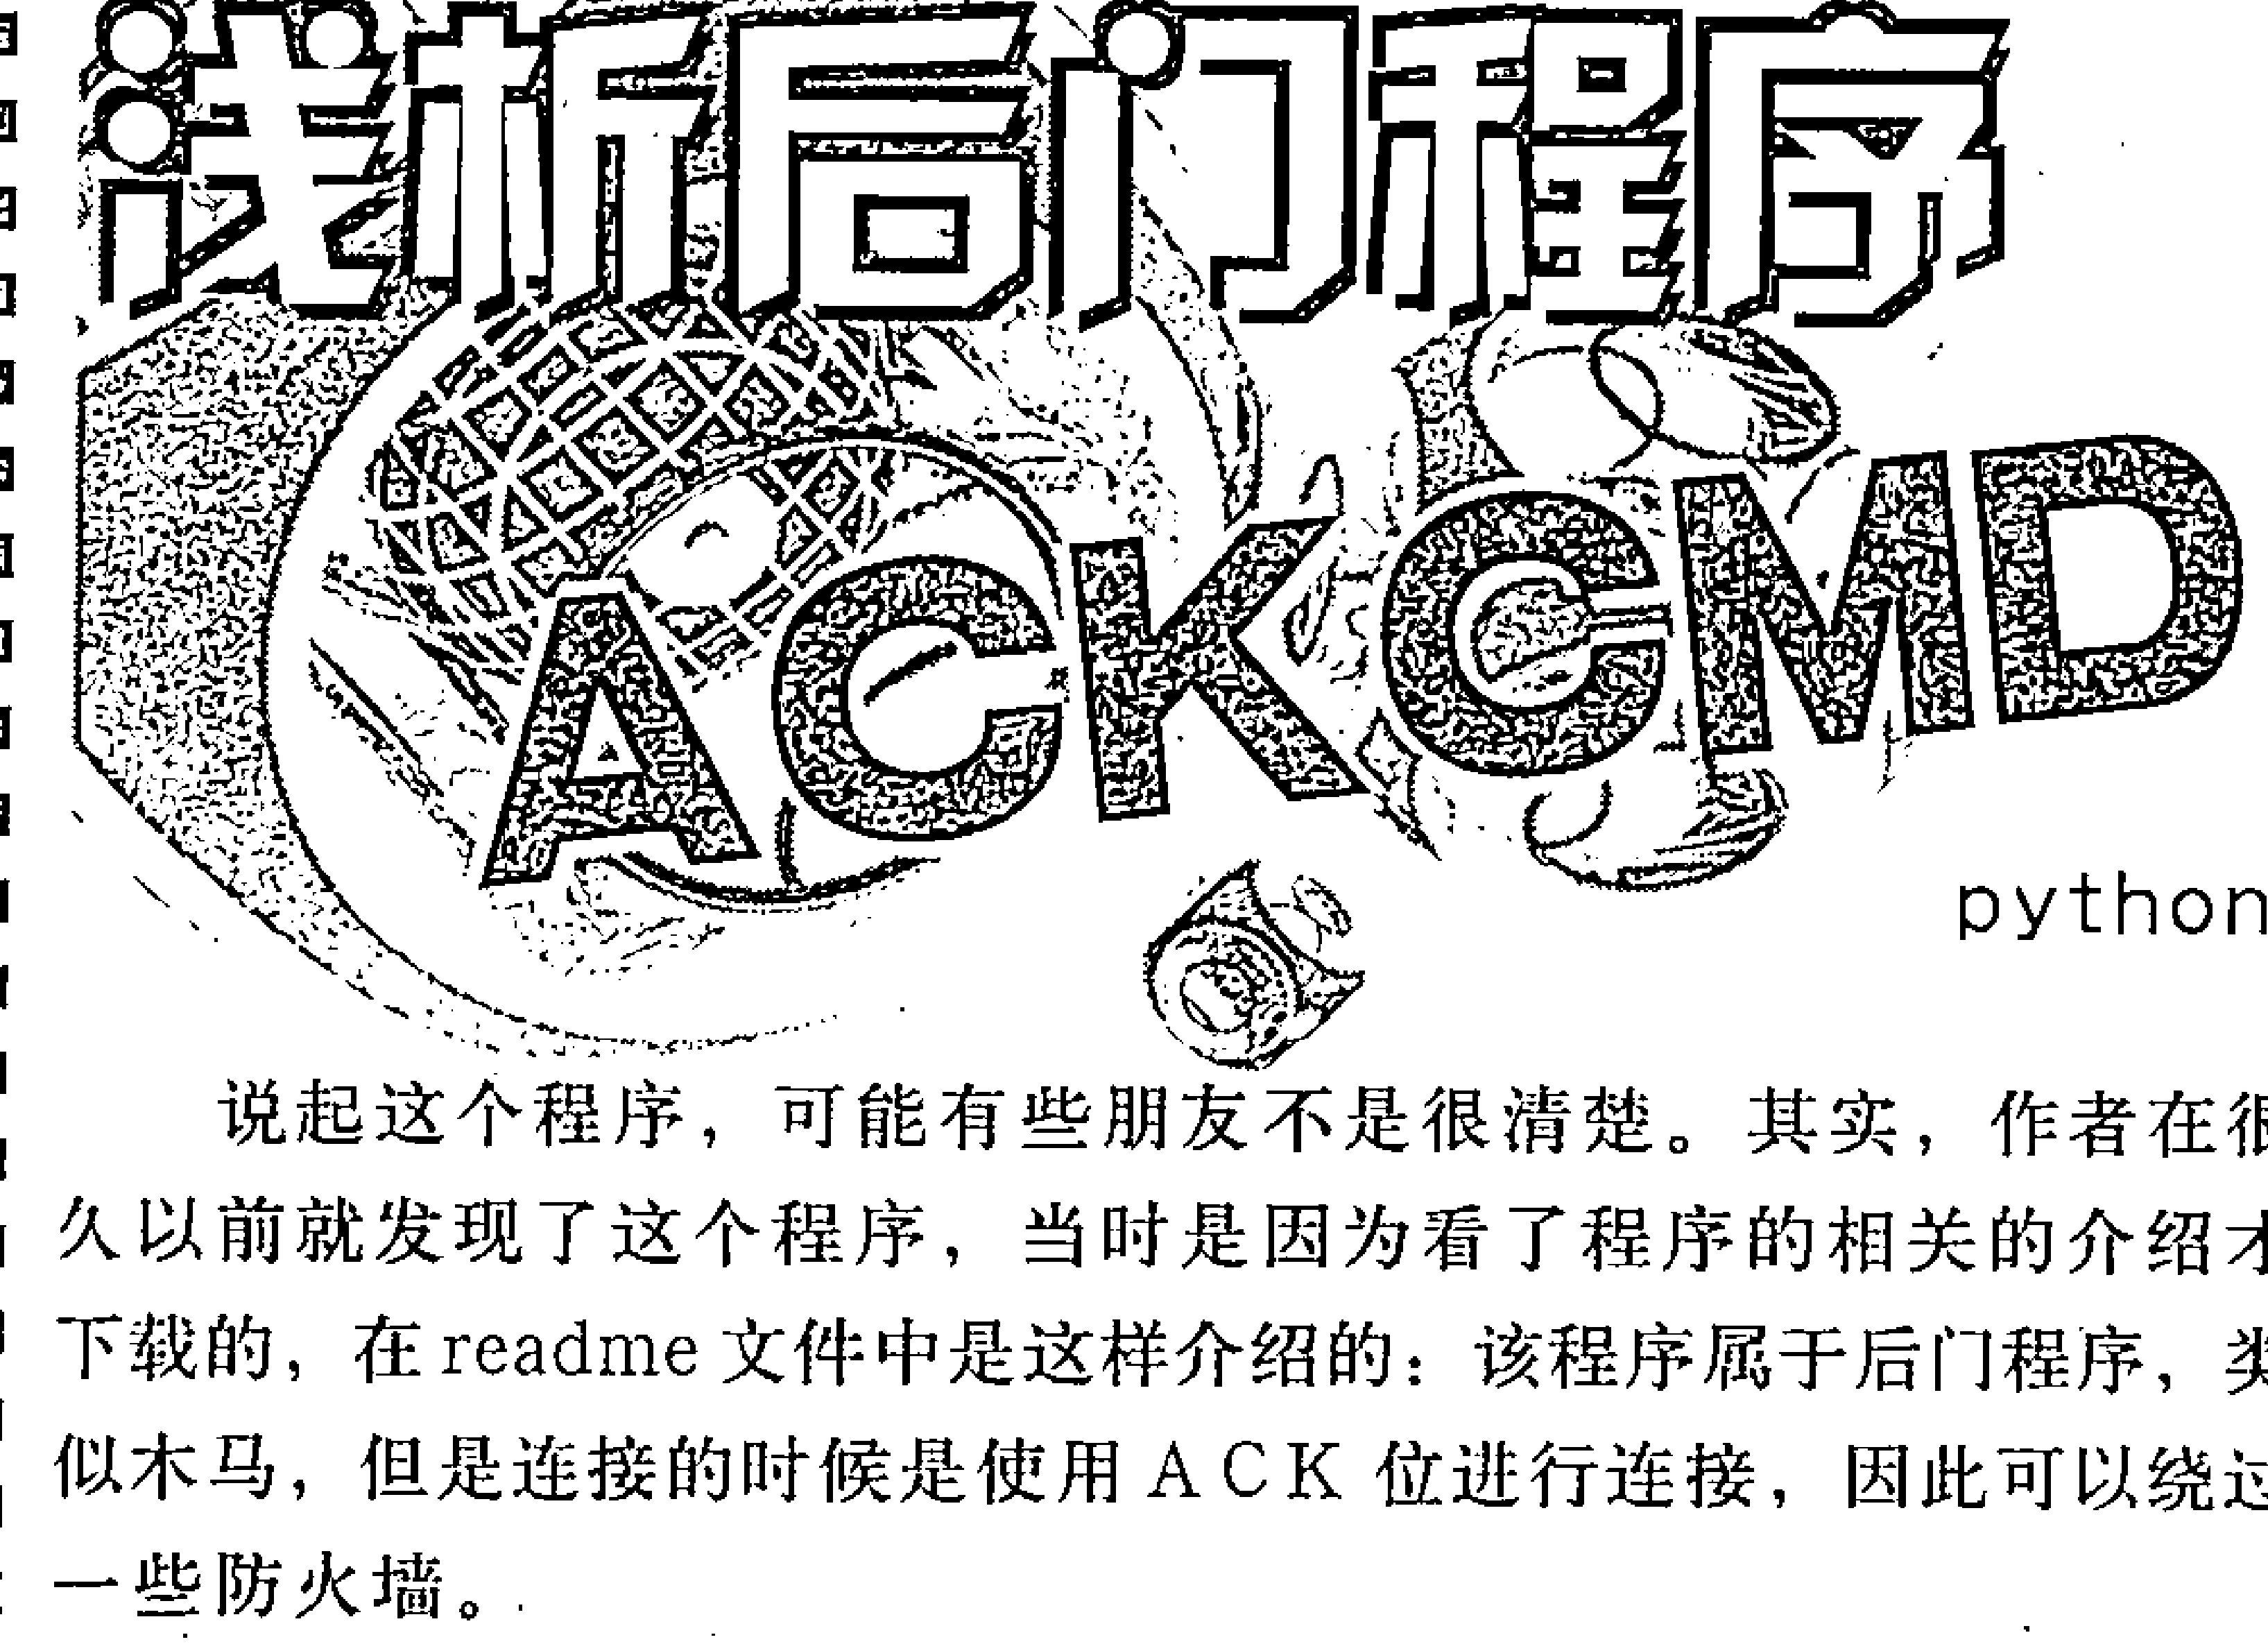 浅析后门程序
ACKCMD
python
说起这个程序，可能有些朋友不是很清楚。其实，作者在很
久以前就发现了这个程序，当时是因为看了程序的相关的介绍才
下载的，在readme文件中是这样介绍的：该程序属于后门程序，类
似木马，但是连接的时候是使用ACK位进行连接，因此可以绕过
一些防火墙。